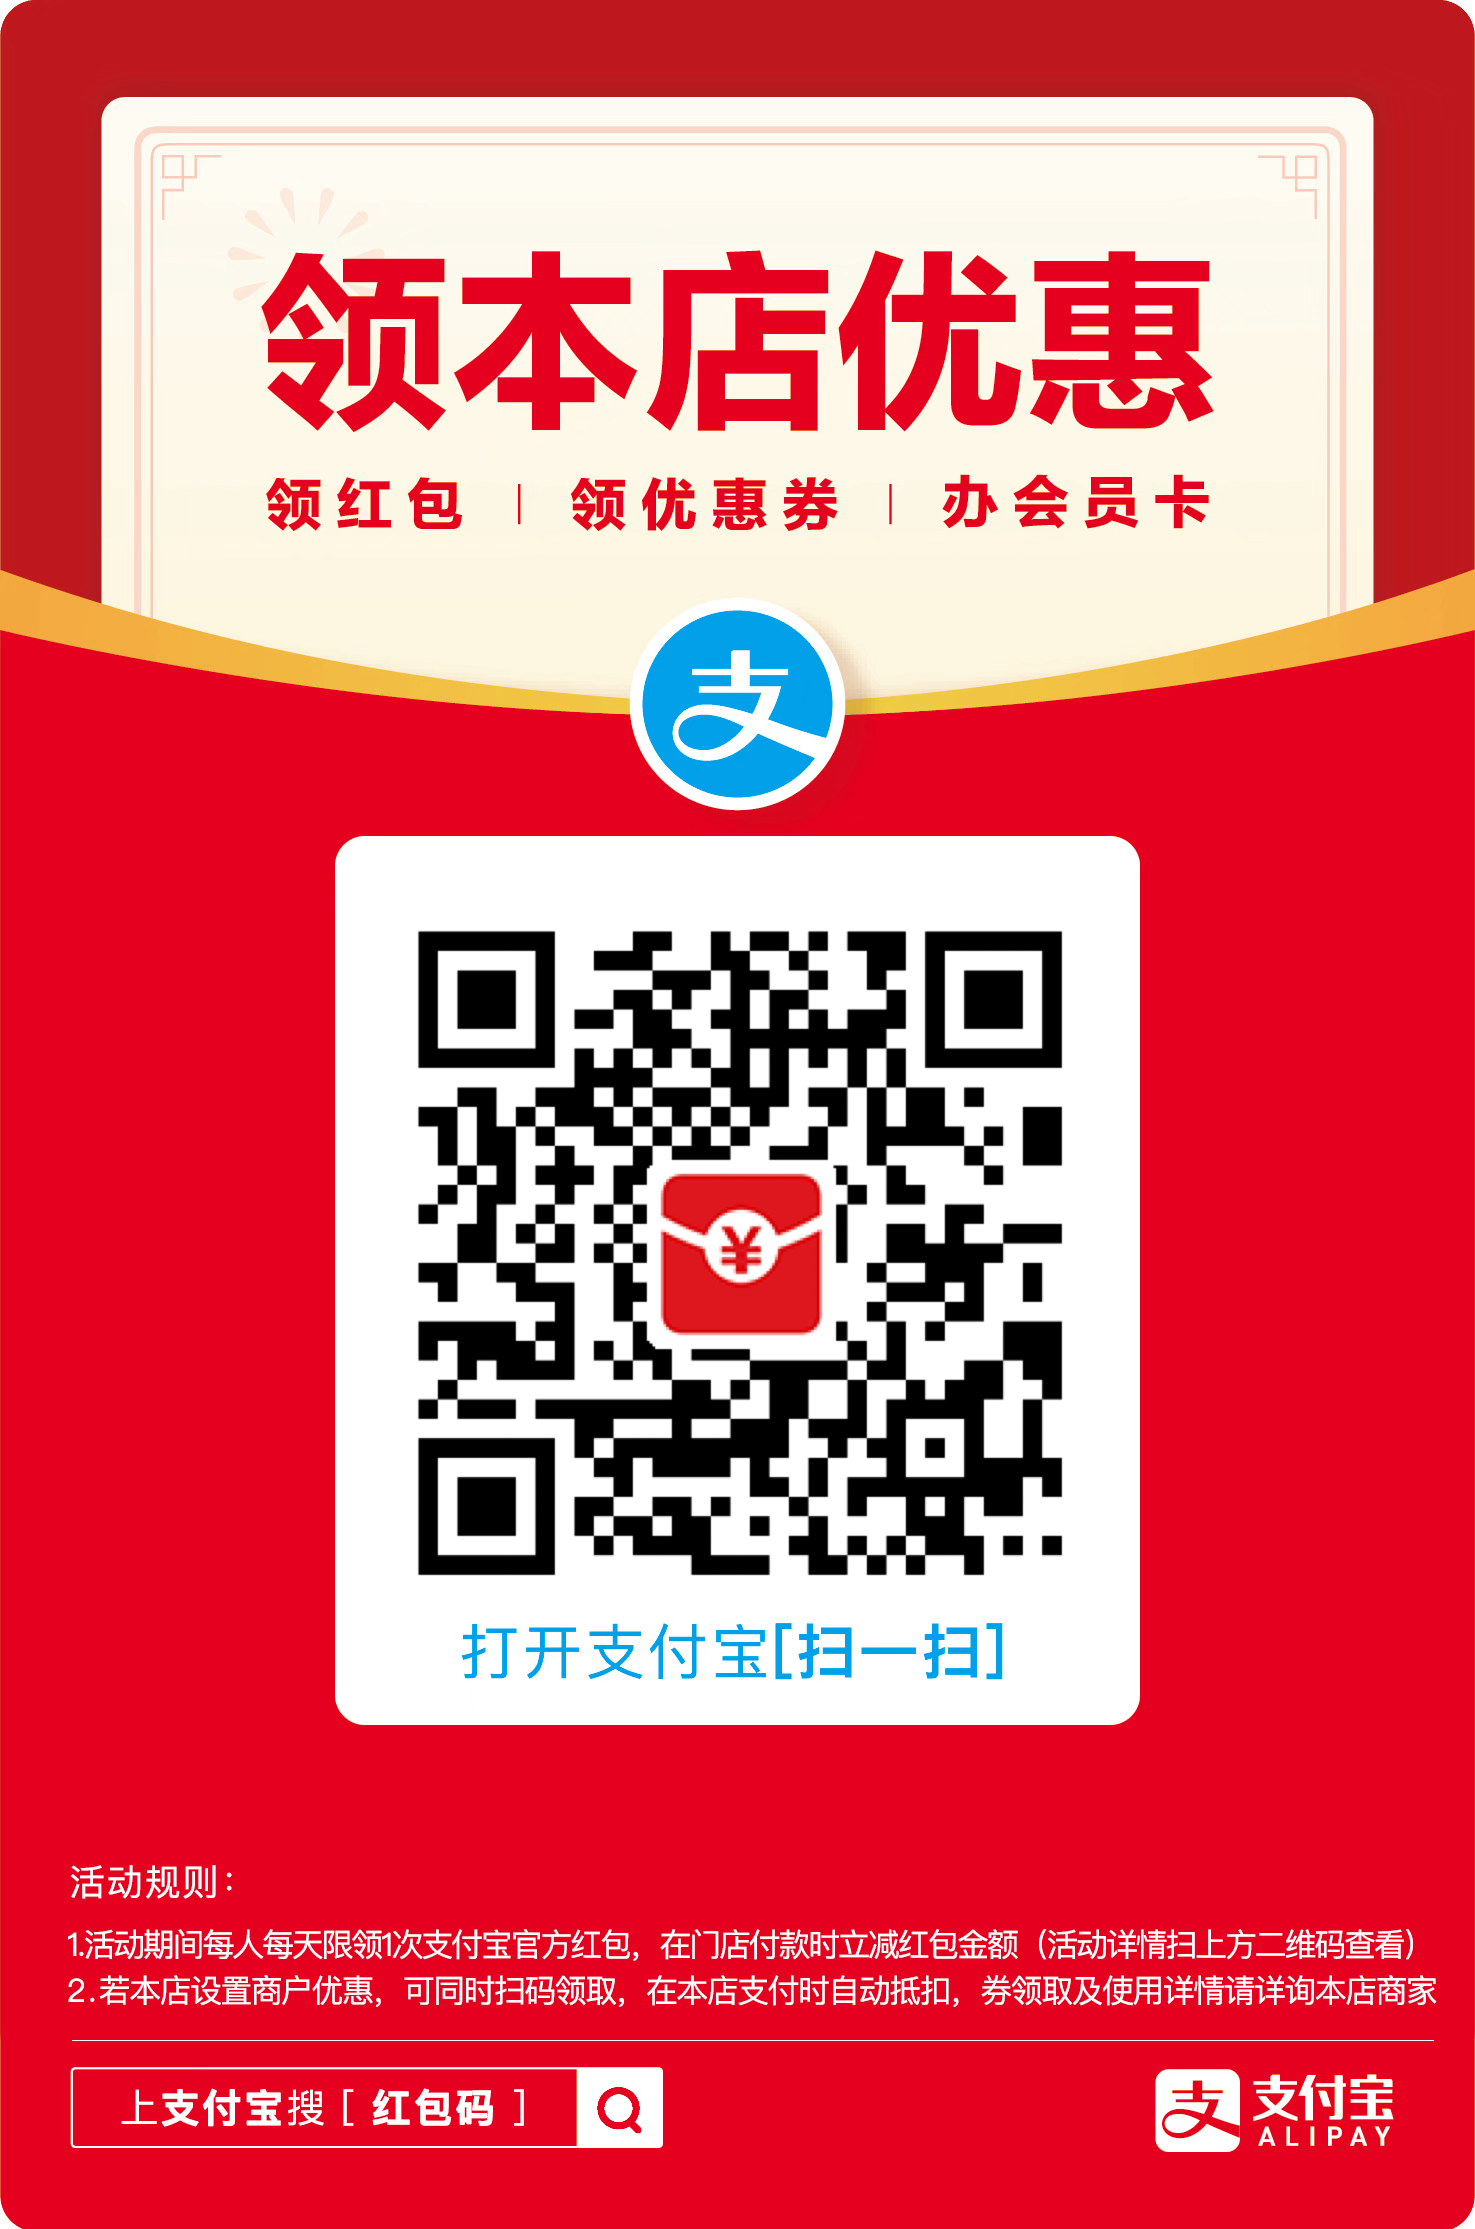 领本店优惠
领红包 | 领优惠券 | 办会员卡
支
¥
打开支付宝[扫一扫]
活动规则：
1.活动期间每人每天限领1次支付宝官方红包，在门店付款时立减红包金额（活动详情扫上方二维码查看）
2.若本店设置商户优惠，可同时扫码领取，在本店支付时自动抵扣，券领取及使用详情请详询本店商家
上支付宝搜［红包码］
支 支付宝
ALIPAY